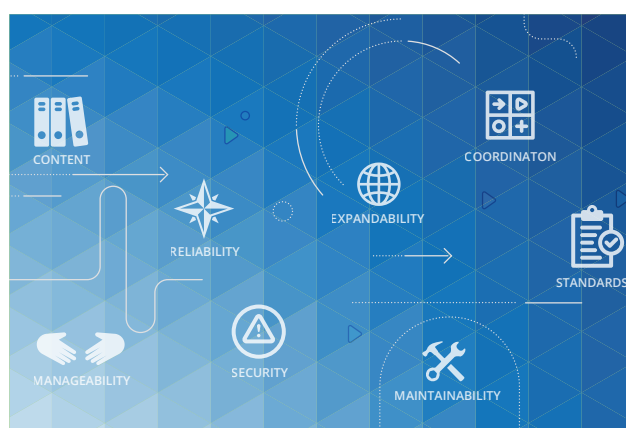 CONTENT
COORDINATON
RELIABILITY
EXPANDABILITY
STANDARDS
SECURITY
MANAGEABILITY
MAINTAINABILITY